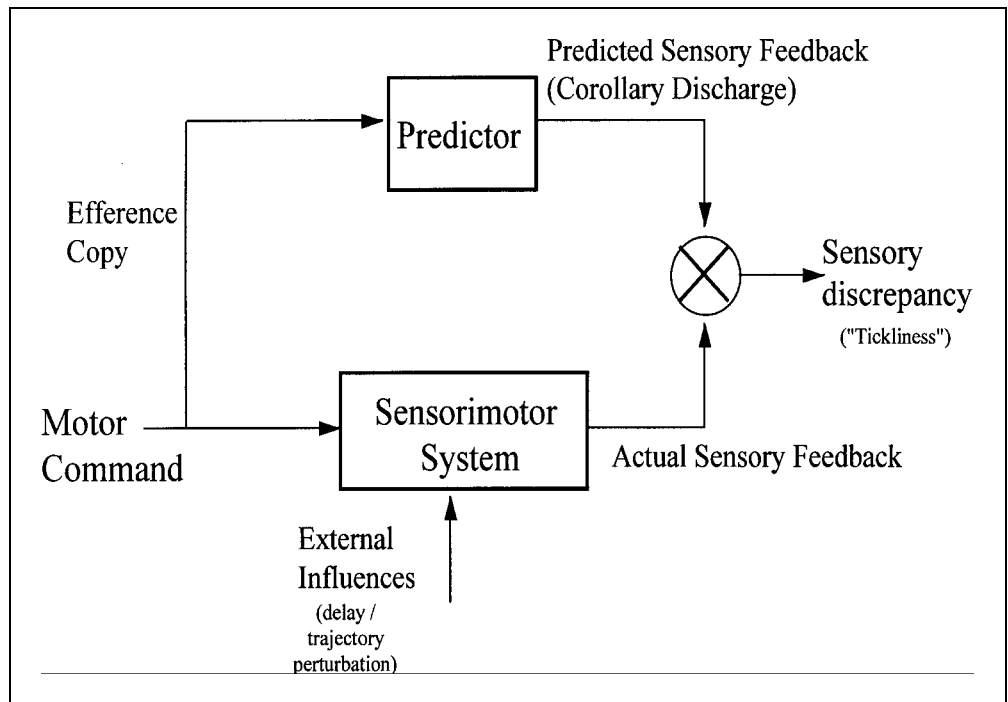 Predicted Sensory Feedback
(Corollary Discharge)
Predictor
Efference
Copy
Sensory
discrepancy
("Tickliness")
Sensorimotor
System
Motor
Command
Actual Sensory Feedback
External
Influences
(delay /
trajectory
perturbation)